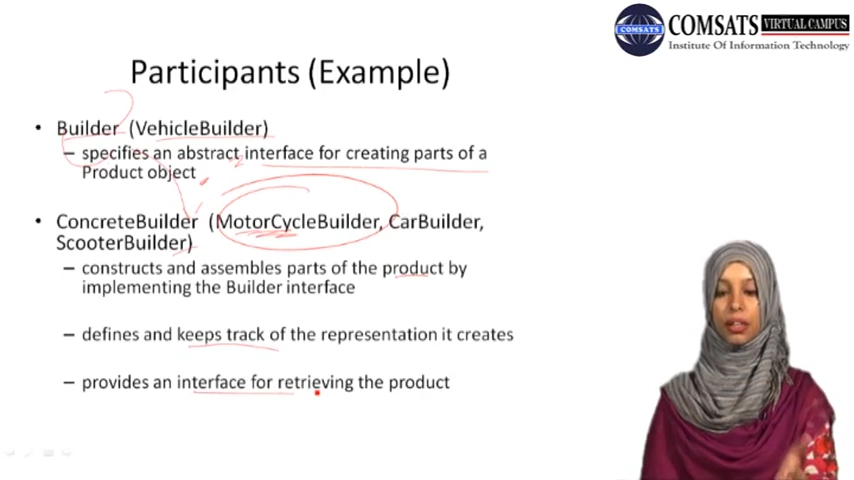 COMSATS
COMSATS VIRTUAL CAMPUS
Institute Of Information Technology
Participants (Example)
• Builder (VehicleBuilder)
– specifies an abstract interface for creating parts of a
Product object
• ConcreteBuilder (MotorCycleBuilder, CarBuilder,
ScooterBuilder)
– constructs and assembles parts of the product by
implementing the Builder interface
– defines and keeps track of the representation it creates
– provides an interface for retrieving the product